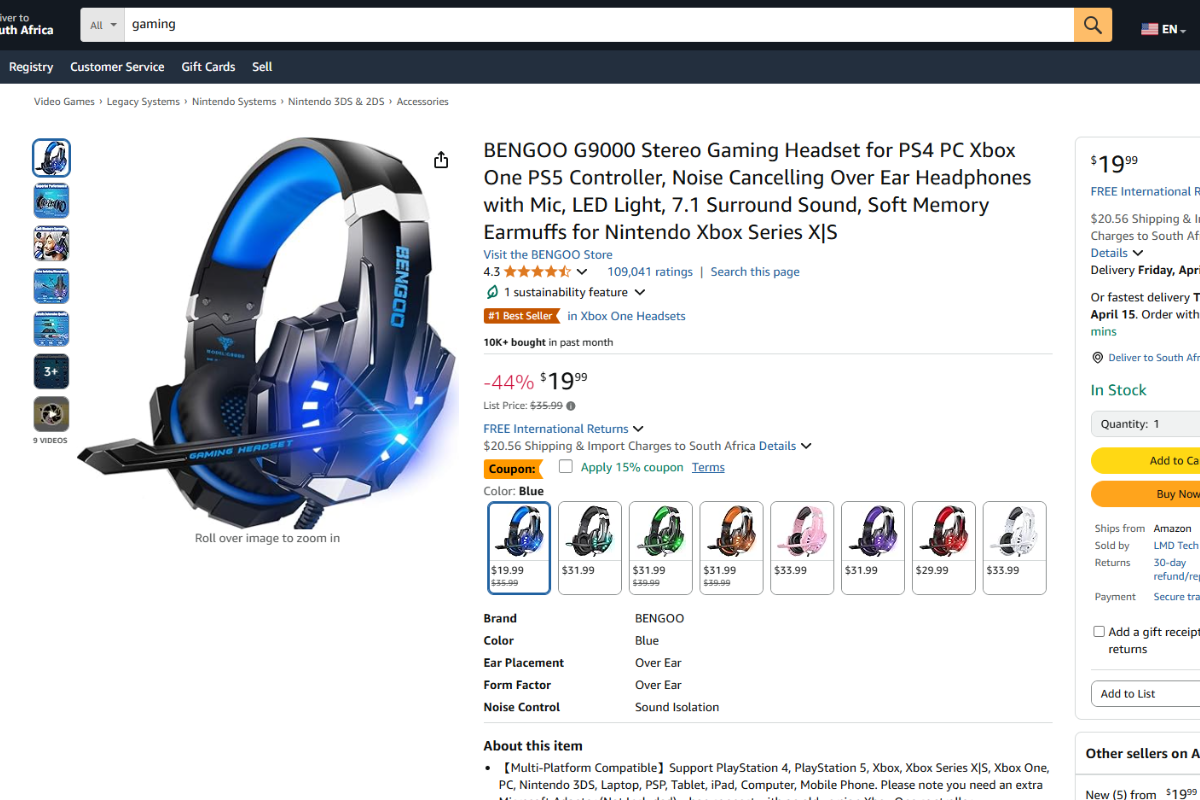 iver to
uth Africa
All
gaming
EN
Registry
Customer Service
Gift Cards
Sell
Video Games › Legacy Systems › Nintendo Systems › Nintendo 3DS & 2DS › Accessories
3+
9 VIDEOS
BENGOO
GAMING HEADSET
Roll over image to zoom in
BENGOO G9000 Stereo Gaming Headset for PS4 PC Xbox
One PS5 Controller, Noise Cancelling Over Ear Headphones
with Mic, LED Light, 7.1 Surround Sound, Soft Memory
Earmuffs for Nintendo Xbox Series X|S
Visit the BENGOO Store
4.3 109,041 ratings | Search this page
1 sustainability feature
#1 Best Seller in Xbox One Headsets
10K+ bought in past month
-44% $19 99
List Price: $35.99
FREE International Returns
$20.56 Shipping & Import Charges to South Africa Details
Coupon: Apply 15% coupon Terms
Color: Blue
$19.99 $31.99 $31.99 $31.99 $33.99 $31.99 $29.99 $33.99
$35.99 $39.99 $39.99
Brand BENGOO
Color Blue
Ear Placement Over Ear
Form Factor Over Ear
Noise Control Sound Isolation
About this item
• 【Multi-Platform Compatible】Support PlayStation 4, PlayStation 5, Xbox, Xbox Series X|S, Xbox One,
PC, Nintendo 3DS, Laptop, PSP, Tablet, iPad, Computer, Mobile Phone. Please note you need an extra
$19 99
FREE International R
$20.56 Shipping & I
Charges to South Af
Details
Delivery Friday, Apri
Or fastest delivery T
April 15. Order with
mins
Deliver to South Afr
In Stock
Quantity: 1
Add to Ca
Buy Now
Ships from Amazon
Sold by LMD Tech
Returns 30-day
refund/rep
Payment Secure tra
Add a gift receipt
returns
Add to List
Other sellers on A
New (5) from $19 99